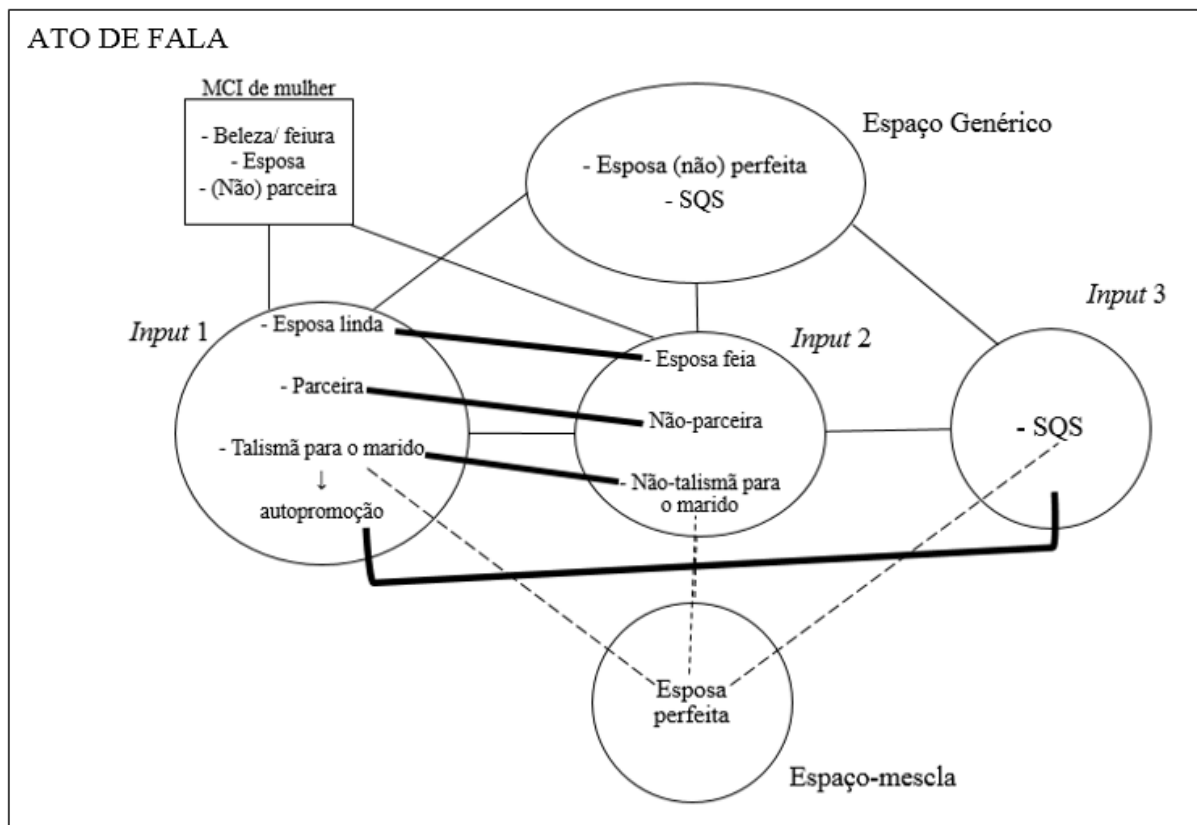 ATO DE FALA
MCI de mulher
- Beleza/ feiura
- Esposa
- (Não) parceira
Espaço Genérico
- Esposa (não) perfeita
- SQS
Input 1
- Esposa linda
- Parceira
- Talismã para o marido
↓
autopromoção
Input 2
- Esposa feia
Não-parceira
- Não-talismã para
o marido
Input 3
- SQS
Esposa
perfeita
Espaço-mescla